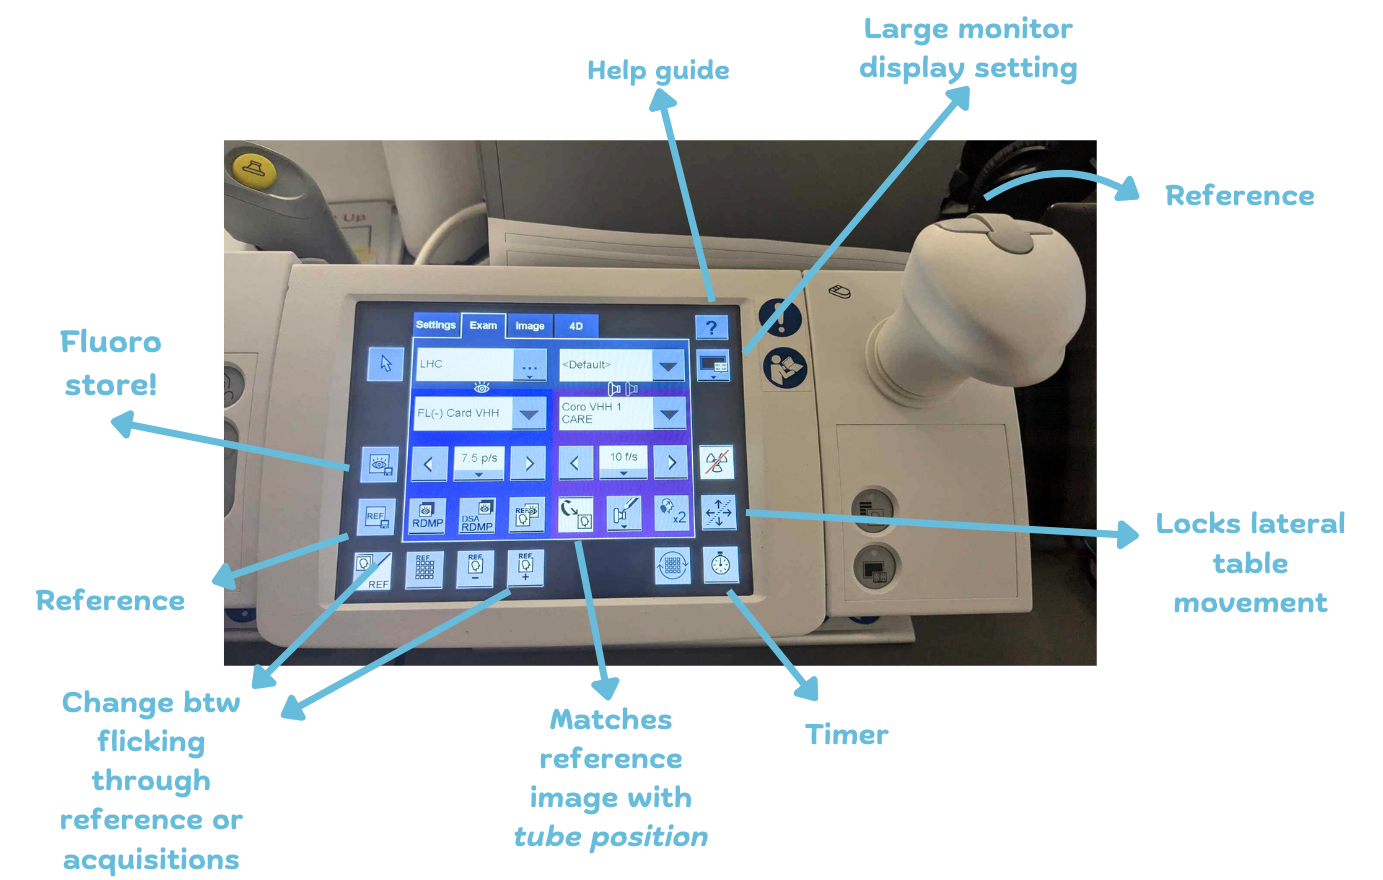 Large monitor
display setting
Help guide
Reference
Up
Fluoro
store!
Settings Exam Image 4D ?
LHC ... <Default>
FL(-) Card VHH
Coro VHH 1
CARE
7.5 p/s 10 f/s
REF
RDMP
DSA
RDMP
REF
x2
REF
REF
REF
-
REF
+
Locks lateral
table
movement
Reference
Change btw
flicking
through
reference or
acquisitions
Matches
reference
image with
tube position
Timer